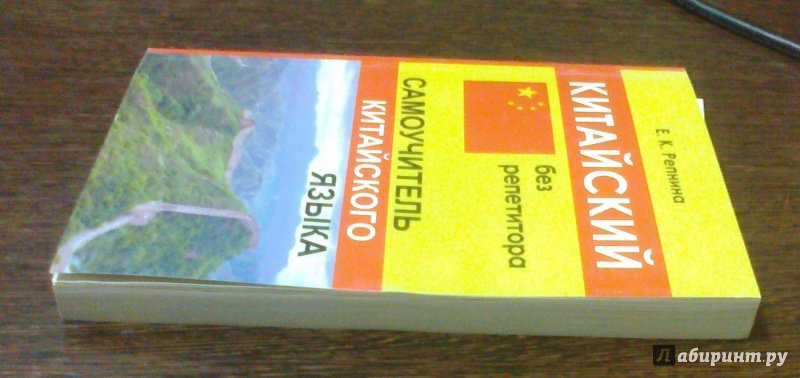 Е. К. Репнина
КИТАЙСКИЙ
без
репетитора
САМОУЧИТЕЛЬ
КИТАЙСКОГО
ЯЗЫКА
Лабиринт.ру